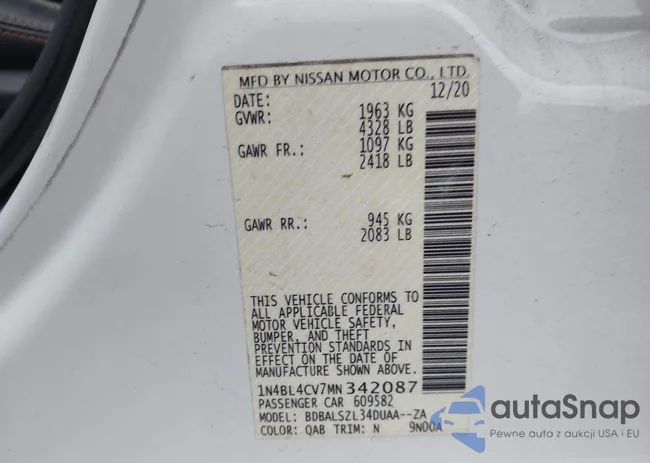 MFD BY NISSAN MOTOR CO., LTD.
DATE: 12/20
GVWR: 1963 KG
4328 LB
GAWR FR.: 1097 KG
2418 LB
GAWR RR.: 945 KG
2083 LB
THIS VEHICLE CONFORMS TO
ALL APPLICABLE FEDERAL
MOTOR VEHICLE SAFETY,
BUMPER, AND THEFT
PREVENTION STANDARDS IN
EFFECT ON THE DATE OF
MANUFACTURE SHOWN ABOVE.
1N4BL4CV7MN342087
PASSENGER CAR 609582
MODEL: BDBALSZL34DUAA--ZA
COLOR: QAB TRIM: N 9N00A
autoSnap
Pewne auta z aukcji USA i EU